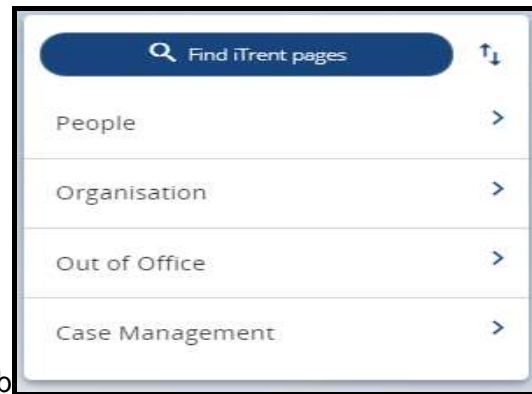 Find iTrent pages
People
Organisation
Out of Office
Case Management
b